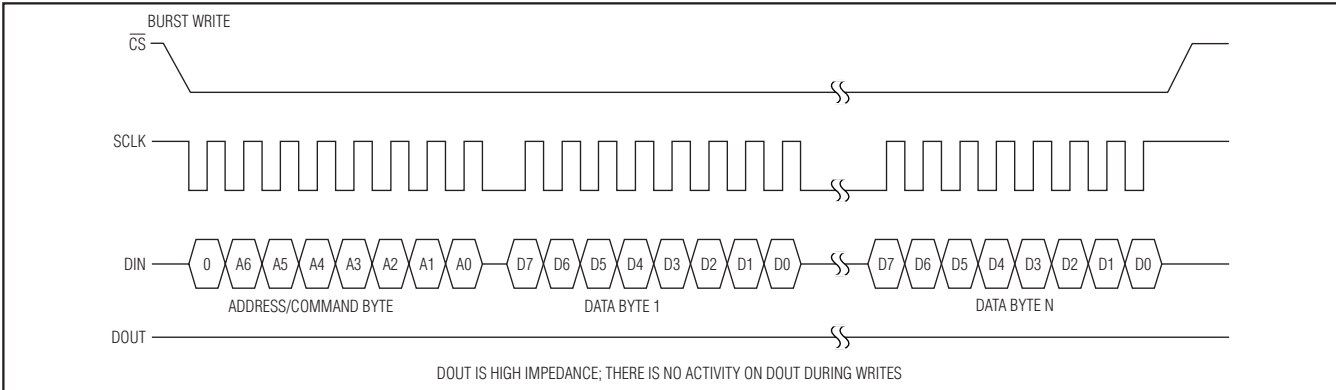 BURST WRITE
CS
SCLK
DIN 0 A6 A5 A4 A3 A2 A1 A0 D7 D6 D5 D4 D3 D2 D1 D0 D7 D6 D5 D4 D3 D2 D1 D0
ADDRESS/COMMAND BYTE DATA BYTE 1 DATA BYTE N
DOUT
DOUT IS HIGH IMPEDANCE; THERE IS NO ACTIVITY ON DOUT DURING WRITES